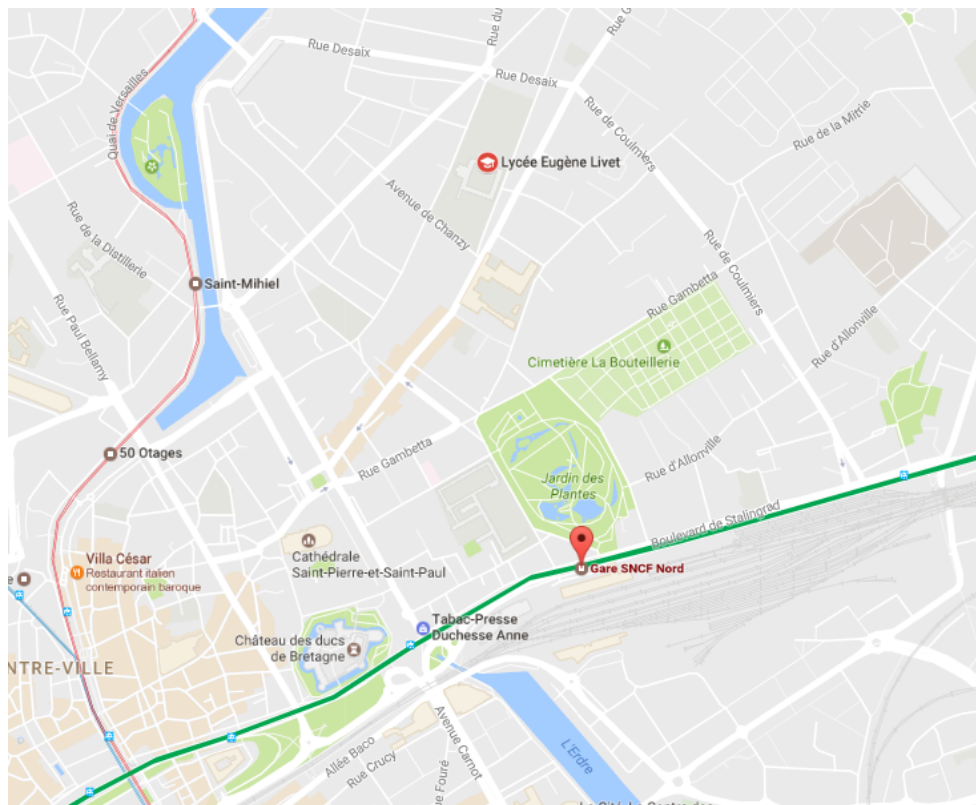 Rue du
Rue G
Rue Desaix
Rue Desaix
Quai de Versailles
Rue de Coulmiers
Rue de la Mitrie
Lycée Eugène Livet
Avenue de Chanzy
Rue de la Distillerie
Rue de Coulmiers
Saint-Mihiel
Rue Gambetta
Rue Paul Bellamy
Rue d'Allonville
Cimetière La Bouteillerie
50 Otages
Rue Gambetta
Rue d'Allonville
Jardin des
Plantes
Boulevard de Stalingrad
Cathédrale
Saint-Pierre-et-Saint-Paul
Villa César
Restaurant italien
contemporain baroque
e
Gare SNCF Nord
Tabac-Presse
Duchesse Anne
Château des ducs
de Bretagne
NTRE-VILLE
Allée Baco
Rue Crucy
Avenue Carnot
Fouré
L'Erdre